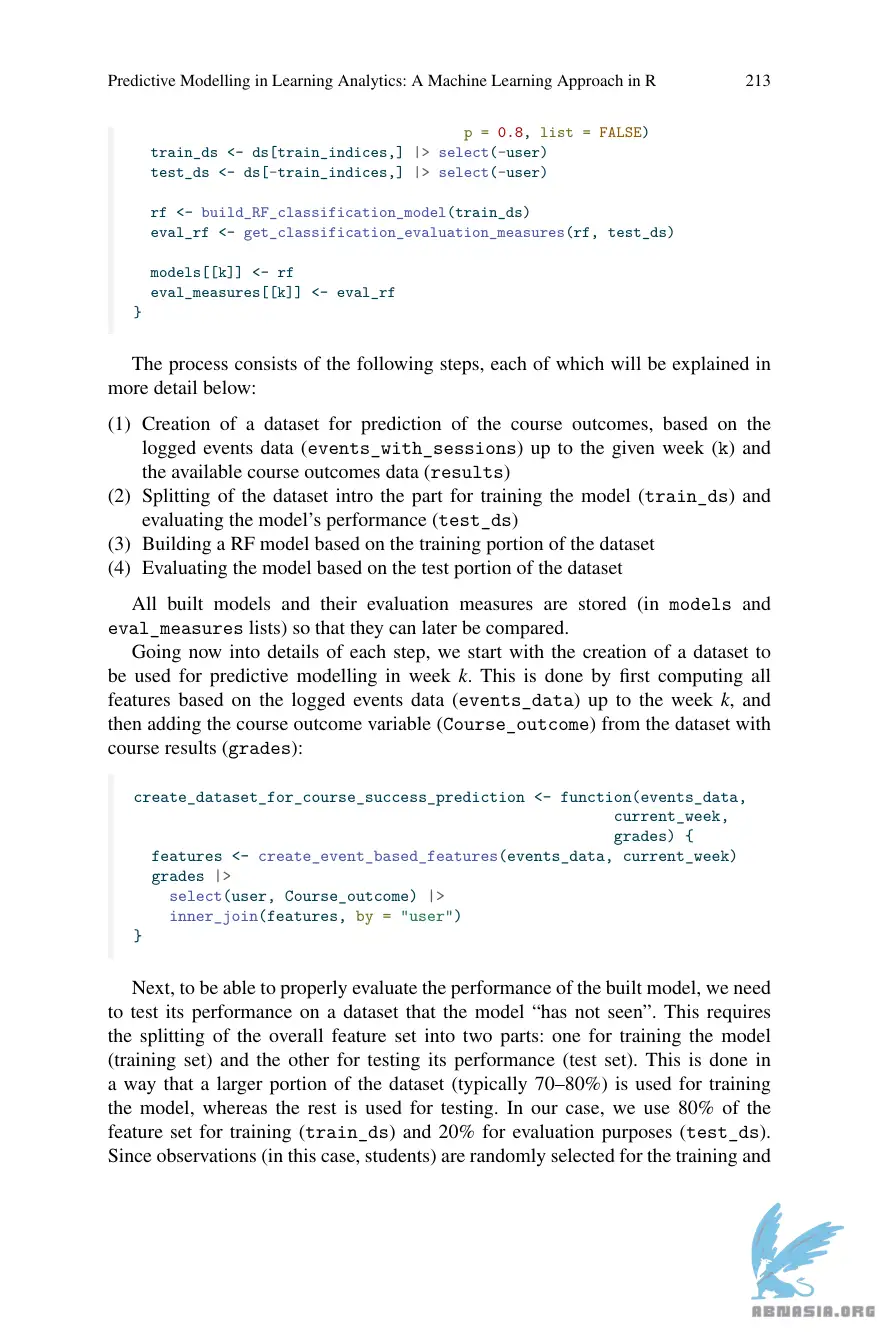 Predictive Modelling in Learning Analytics: A Machine Learning Approach in R 213
p = 0.8, list = FALSE)
train_ds <- ds[train_indices,] |> select(-user)
test_ds <- ds[-train_indices,] |> select(-user)
rf <- build_RF_classification_model(train_ds)
eval_rf <- get_classification_evaluation_measures(rf, test_ds)
models[[k]] <- rf
eval_measures[[k]] <- eval_rf
}
The process consists of the following steps, each of which will be explained in
more detail below:
(1) Creation of a dataset for prediction of the course outcomes, based on the
logged events data (events_with_sessions) up to the given week (k) and
the available course outcomes data (results)
(2) Splitting of the dataset intro the part for training the model (train_ds) and
evaluating the model's performance (test_ds)
(3) Building a RF model based on the training portion of the dataset
(4) Evaluating the model based on the test portion of the dataset
All built models and their evaluation measures are stored (in models and
eval_measures lists) so that they can later be compared.
Going now into details of each step, we start with the creation of a dataset to
be used for predictive modelling in week k. This is done by first computing all
features based on the logged events data (events_data) up to the week k, and
then adding the course outcome variable (Course_outcome) from the dataset with
course results (grades):
create_dataset_for_course_success_prediction <- function(events_data,
current_week,
grades) {
features <- create_event_based_features(events_data, current_week)
grades |>
select(user, Course_outcome) |>
inner_join(features, by = "user")
}
Next, to be able to properly evaluate the performance of the built model, we need
to test its performance on a dataset that the model “has not seen”. This requires
the splitting of the overall feature set into two parts: one for training the model
(training set) and the other for testing its performance (test set). This is done in
a way that a larger portion of the dataset (typically 70–80%) is used for training
the model, whereas the rest is used for testing. In our case, we use 80% of the
feature set for training (train_ds) and 20% for evaluation purposes (test_ds).
Since observations (in this case, students) are randomly selected for the training and
ABNASIA.ORG